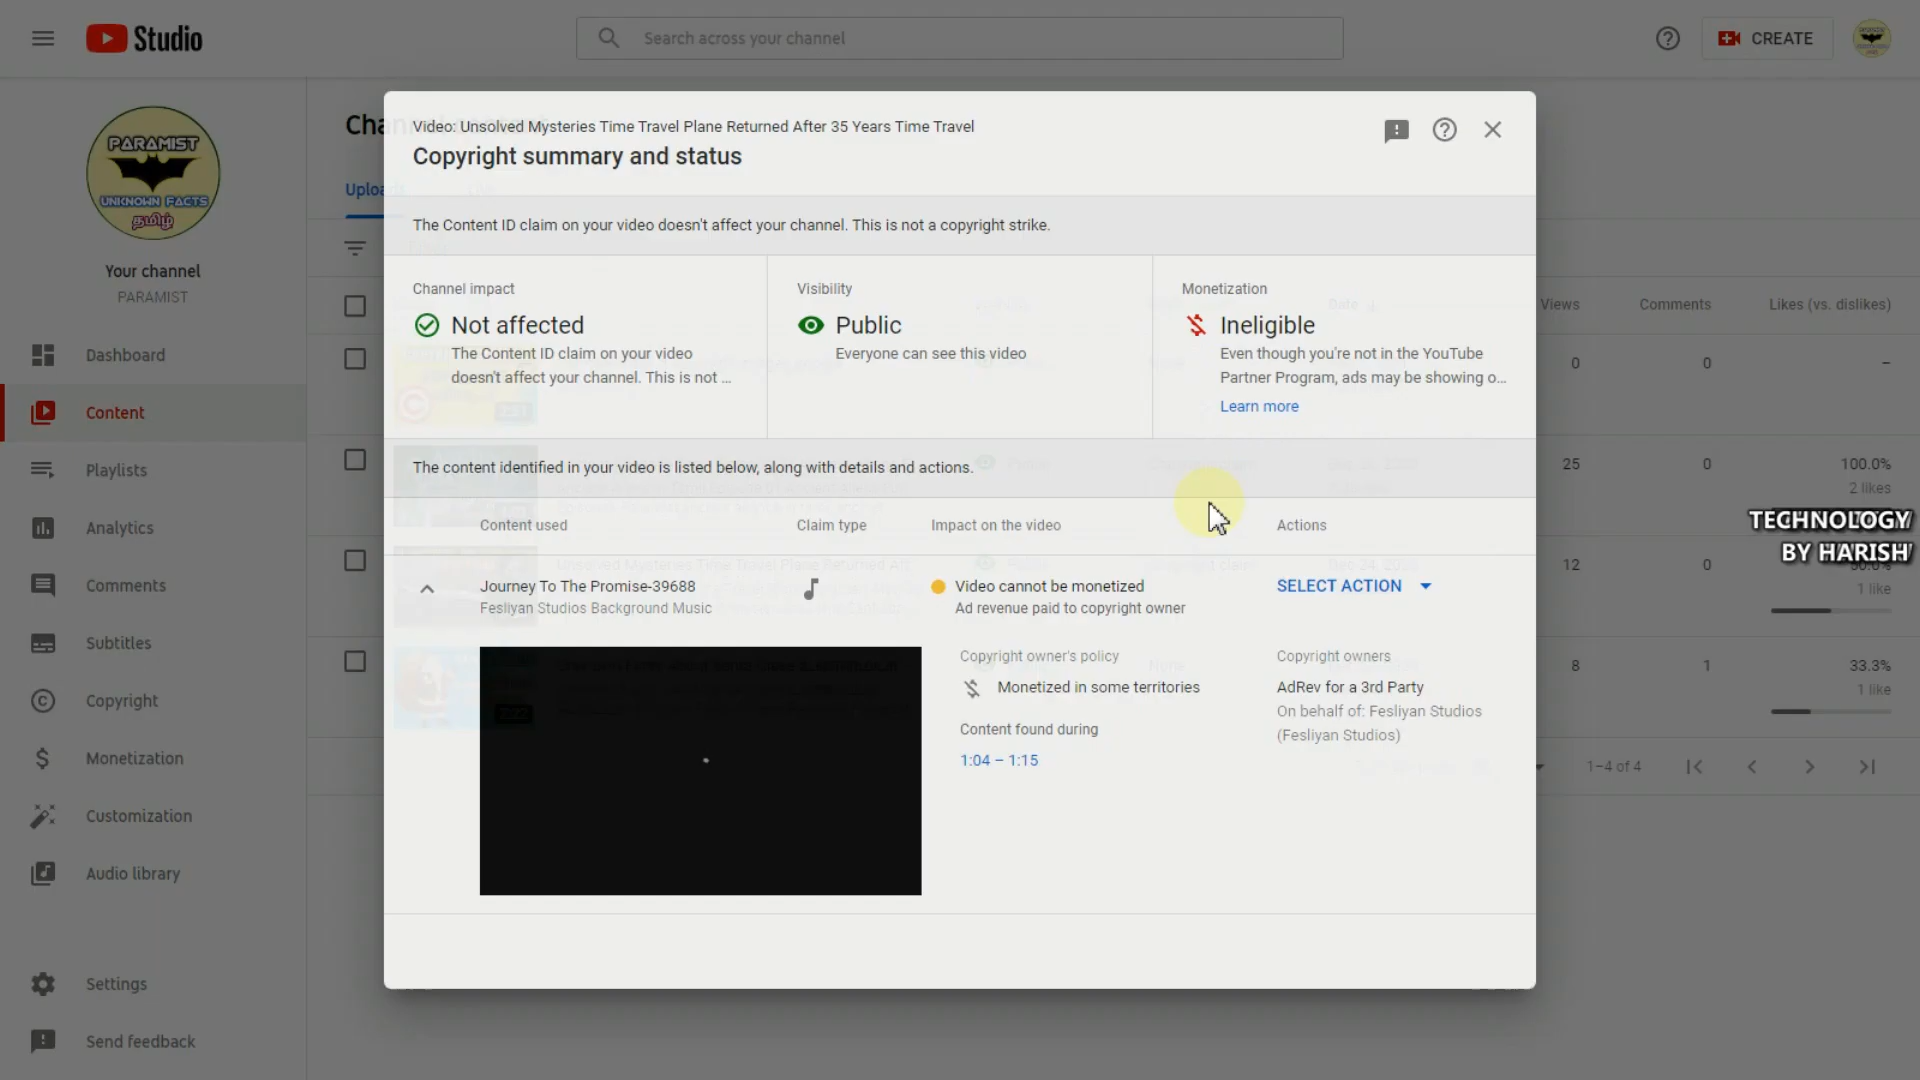 Studio
Search across your channel
CREATE
PARAMIST
UNKNOWN FACTS
தமிழ்
Your channel
PARAMIST
Dashboard
Content
Playlists
Analytics
Comments
Subtitles
Copyright
Monetization
Customization
Audio library
Settings
Send feedback
Video: Unsolved Mysteries Time Travel Plane Returned After 35 Years Time Travel
Copyright summary and status
The Content ID claim on your video doesn't affect your channel. This is not a copyright strike.
Channel impact
Not affected
The Content ID claim on your video
doesn't affect your channel. This is not ...
Visibility
Public
Everyone can see this video
Monetization
Ineligible
Even though you're not in the YouTube
Partner Program, ads may be showing o...
Learn more
The content identified in your video is listed below, along with details and actions.
Content used
Claim type
Impact on the video
Actions
Journey To The Promise-39688
Fesliyan Studios Background Music
Video cannot be monetized
Ad revenue paid to copyright owner
SELECT ACTION
Copyright owner's policy
Monetized in some territories
Content found during
1:04 – 1:15
Copyright owners
AdRev for a 3rd Party
On behalf of: Fesliyan Studios
(Fesliyan Studios)
Views
Comments
Likes (vs. dislikes)
0
0
–
25
0
100.0%
2 likes
TECHNOLOGY
BY HARISH
12
0
1 like
8
1
33.3%
1 like
1–4 of 4